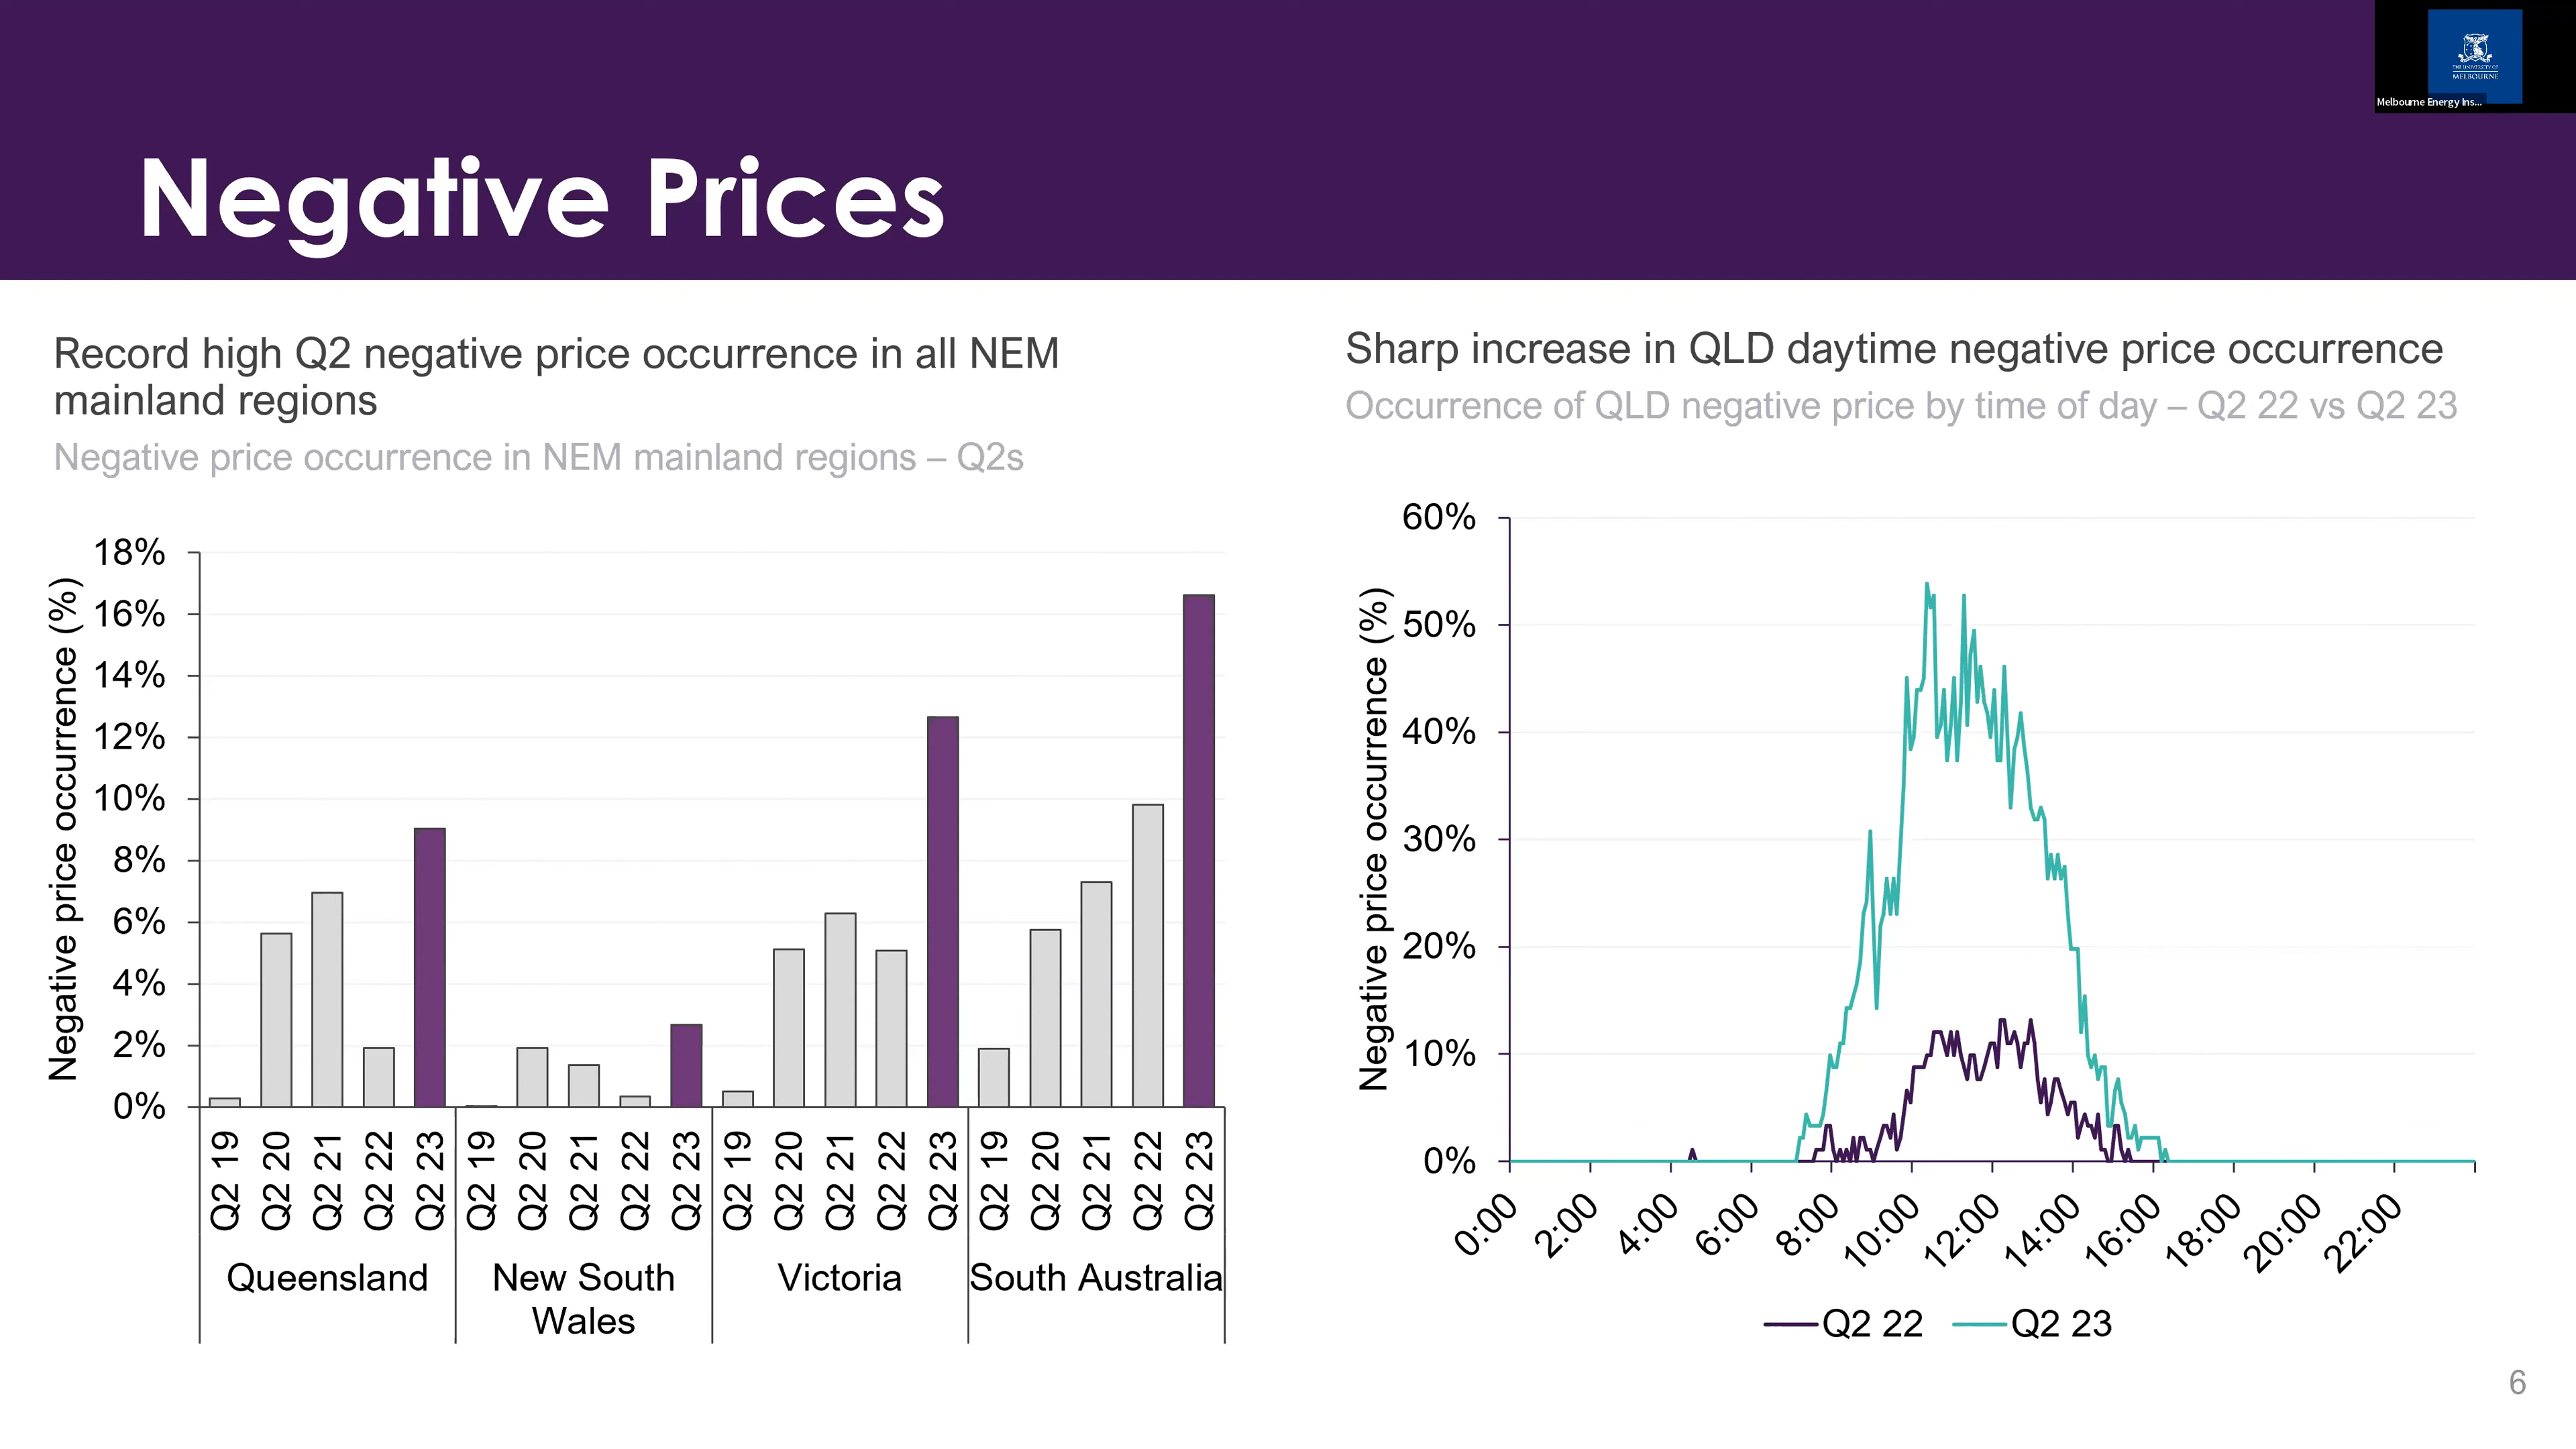 THE UNIVERSITY OF
MELBOURNE
Melbourne Energy Ins...
Negative Prices
Record high Q2 negative price occurrence in all NEM
mainland regions
Negative price occurrence in NEM mainland regions – Q2s
Negative price occurrence (%)
18%
16%
14%
12%
10%
8%
6%
4%
2%
0%
Q2 19
Q2 20
Q2 21
Q2 22
Q2 23
Q2 19
Q2 20
Q2 21
Q2 22
Q2 23
Q2 19
Q2 20
Q2 21
Q2 22
Q2 23
Q2 19
Q2 20
Q2 21
Q2 22
Q2 23
Queensland
New South
Wales
Victoria
South Australia
Sharp increase in QLD daytime negative price occurrence
Occurrence of QLD negative price by time of day – Q2 22 vs Q2 23
Negative price occurrence (%)
60%
50%
40%
30%
20%
10%
0%
0:00
2:00
4:00
6:00
8:00
10:00
12:00
14:00
16:00
18:00
20:00
22:00
Q2 22
Q2 23
6